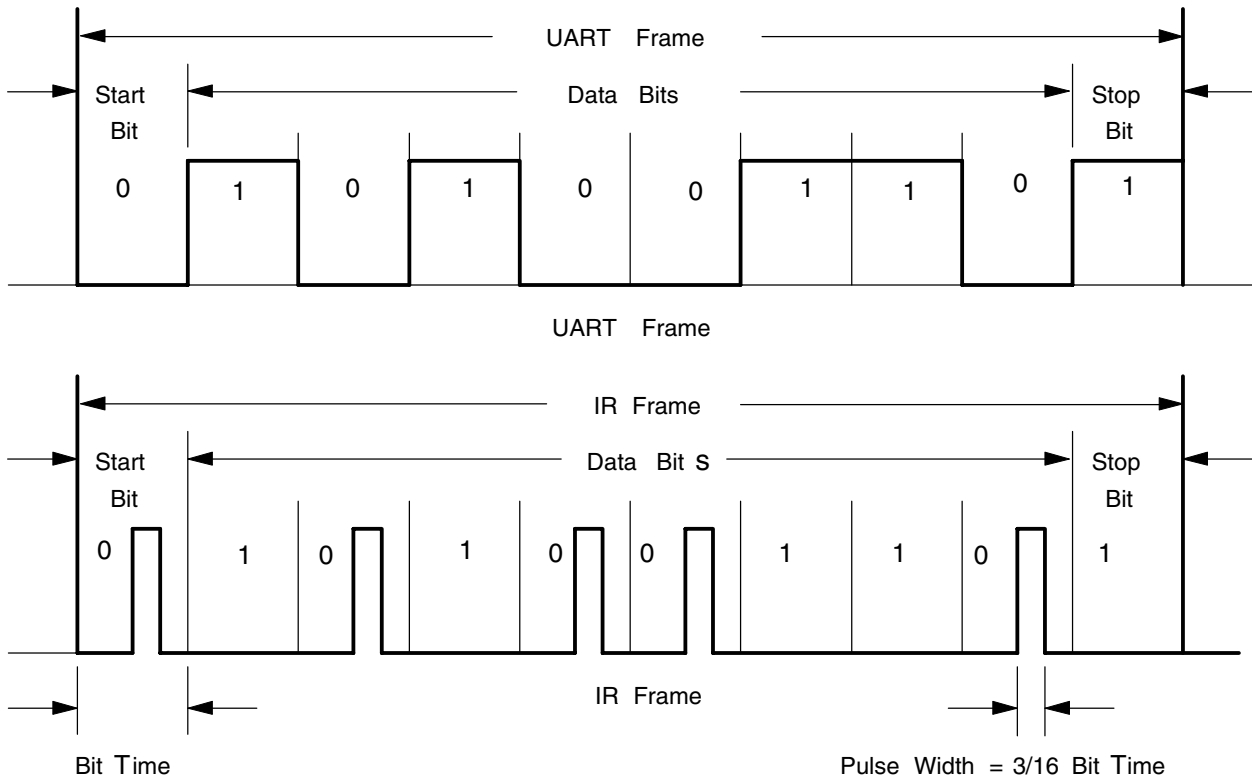 UART Frame
Start Bit
Data Bits
Stop Bit
0 1 0 1 0 0 1 1 0 1
UART Frame
IR Frame
Start Bit
Data Bit s
Stop Bit
0 1 0 1 0 0 1 1 0 1
IR Frame
Bit Time
Pulse Width = 3/16 Bit Time